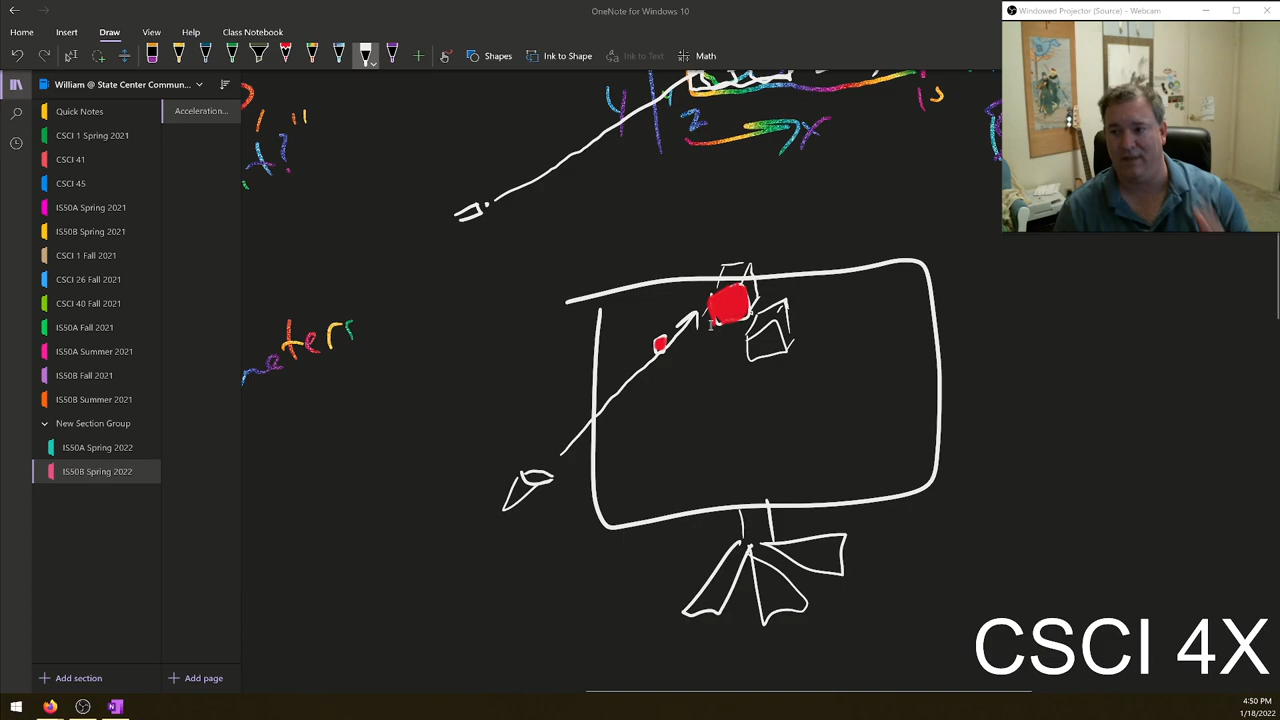 OneNote for Windows 10
Windowed Projector (Source) - Webcam
Home Insert Draw View Help Class Notebook
Shapes Ink to Shape Ink to Text Math
William @ State Center Commun...
Acceleration...
Quick Notes
CSCI 41 Spring 2021
CSCI 41
CSCI 45
IS50A Spring 2021
IS50B Spring 2021
CSCI 1 Fall 2021
CSCI 26 Fall 2021
CSCI 40 Fall 2021
IS50A Fall 2021
IS50A Summer 2021
IS50B Fall 2021
IS50B Summer 2021
New Section Group
IS50A Spring 2022
IS50B Spring 2022
Add section
Add page
y
z
x
meters
CSCI 4X
4:50 PM
1/18/2022